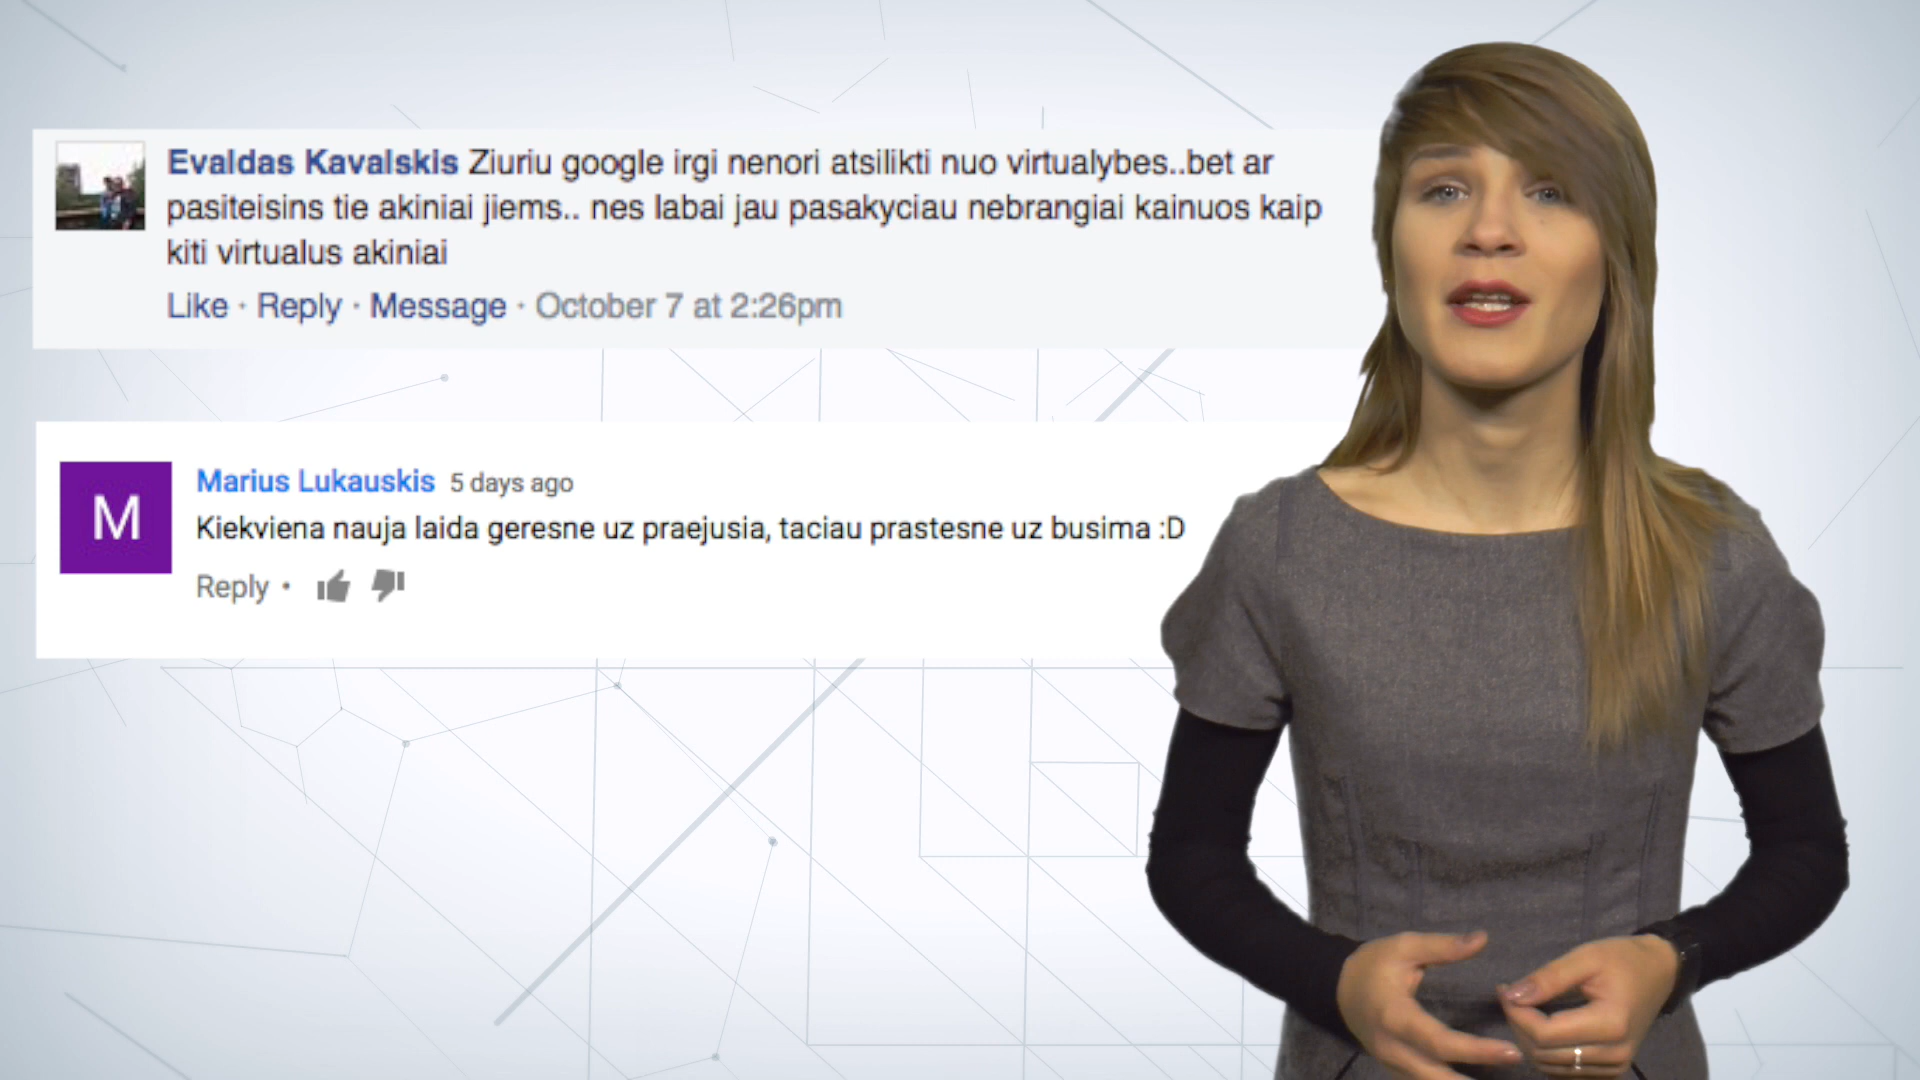 Evaldas Kavalskis Ziuriu google irgi nenori atsilikti nuo virtualybes..bet ar
pasiteisins tie akiniai jiems.. nes labai jau pasakyciau nebrangiai kainuos kaip
kiti virtualus akiniai
Like · Reply · Message · October 7 at 2:26pm
M
Marius Lukauskis 5 days ago
Kiekviena nauja laida geresne uz praejusia, taciau prastesne uz busima :D
Reply •